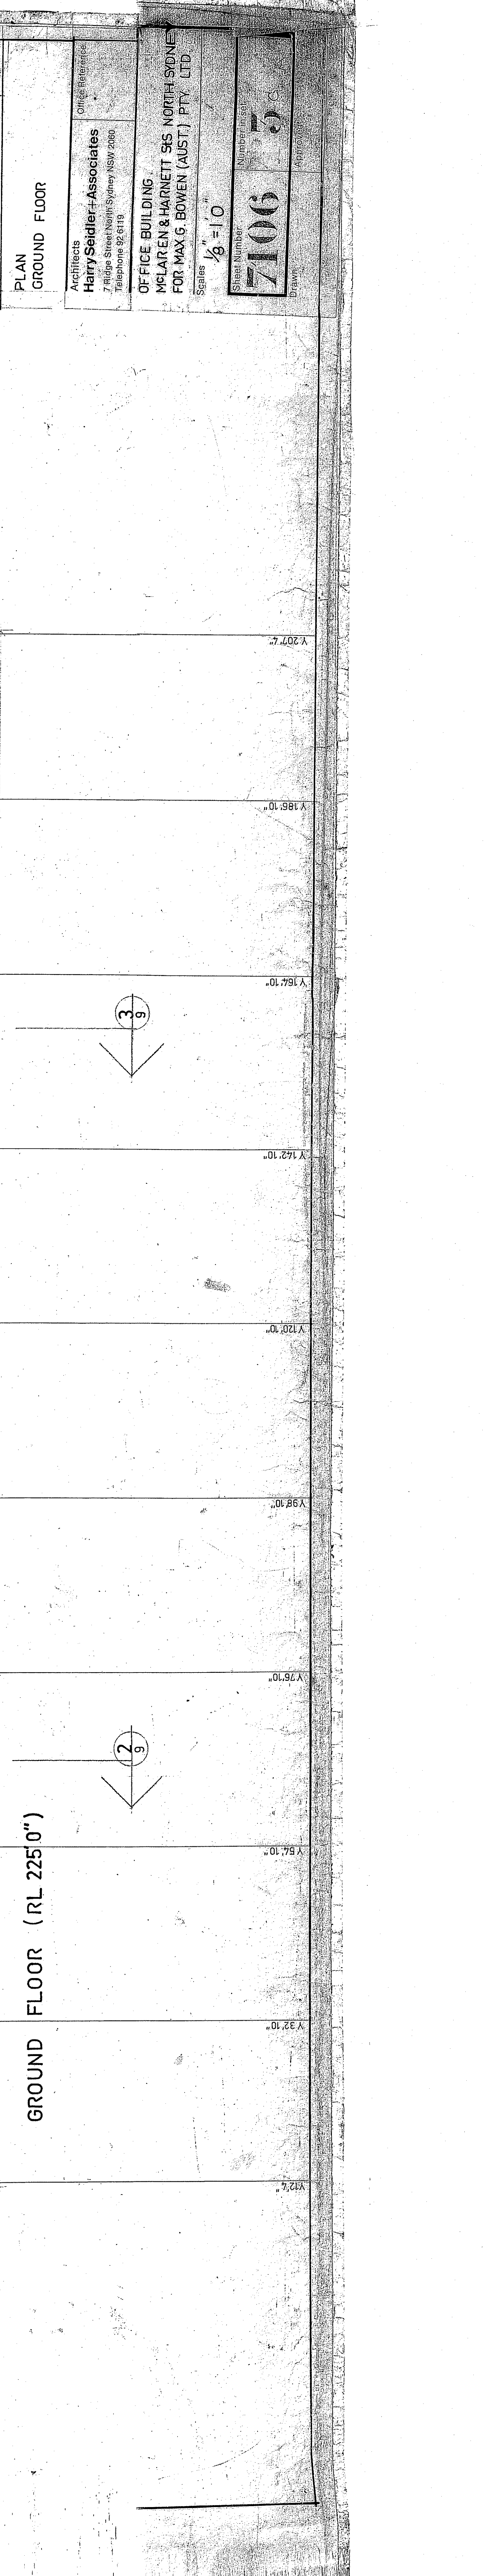 PLAN
GROUND FLOOR
Architects
Harry Seidler + Associates
7 Ridge Street North Sydney NSW 2060
Telephone 92 6119
Office Reference
OFFICE BUILDING
McLAREN & HARNETT STS NORTH SYDNEY
FOR MAX G. BOWEN (AUST.) PTY. LTD
Scales
1/8" = 1' 0"
Sheet Number
7106
Number in set
5
Drawn
Approved
Y 207'.4"
Y 186'.10"
Y 164'.10"
3
9
Y 142'.10"
Y 120'.10"
Y 98'.10"
Y 76'.10"
2
9
Y 54'.10"
GROUND FLOOR (RL 225'.0")
Y 32'.10"
Y 12'.4"